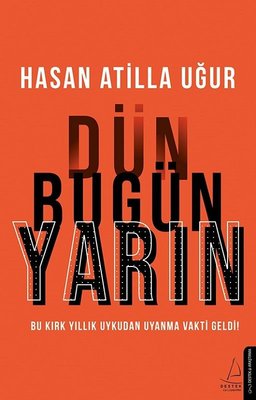 HASAN ATİLLA UĞUR
DÜN
BUGÜN
YARIN
BU KIRK YILLIK UYKUDAN UYANMA VAKTİ GELDİ!
DESTEK